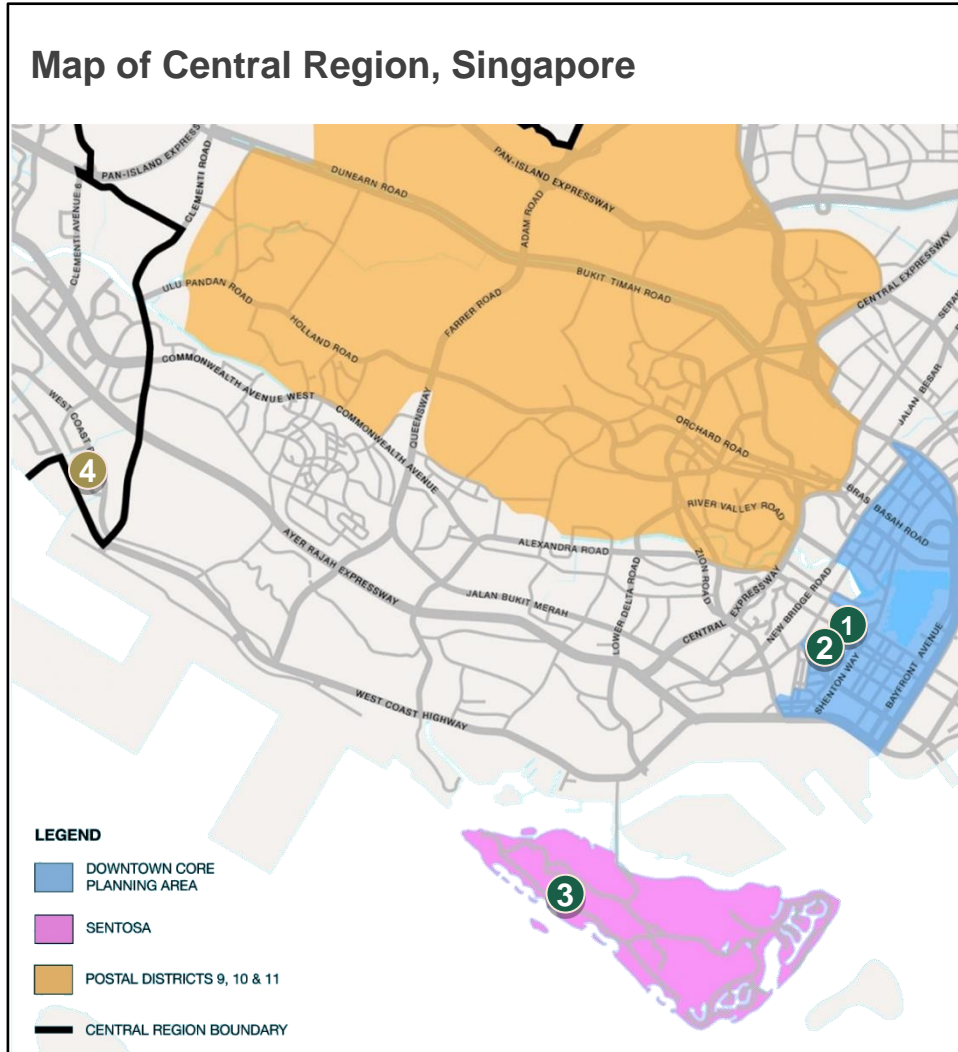 Map of Central Region, Singapore
PAN-ISLAND EXPRES
CLEMENTI ROAD
CLEMENTI AVENUE 6
DUNEARN ROAD
PAN-ISLAND EXPRESSWAY
ADAM ROAD
BUKIT TIMAH ROAD
CENTRAL EXPRESSWAY
SERAN
JALAN BESAR
ULU PANDAN ROAD
HOLLAND ROAD
FARRER ROAD
COMMONWEALTH AVENUE WEST
COMMONWEALTH AVENUE
QUEENSWAY
WEST COAST R
4
ORCHARD ROAD
RIVER VALLEY ROAD
BRAS BASAH ROAD
AYER RAJAH EXPRESSWAY
ALEXANDRA ROAD
JALAN BUKIT MERAH
LOWER DELTA ROAD
ZION ROAD
CENTRAL EXPRESSWAY
NEW BRIDGE ROAD
1
2
SHENTON WAY
BAYFRONT AVENUE
WEST COAST HIGHWAY
3
LEGEND
DOWNTOWN CORE
PLANNING AREA
SENTOSA
POSTAL DISTRICTS 9, 10 & 11
CENTRAL REGION BOUNDARY